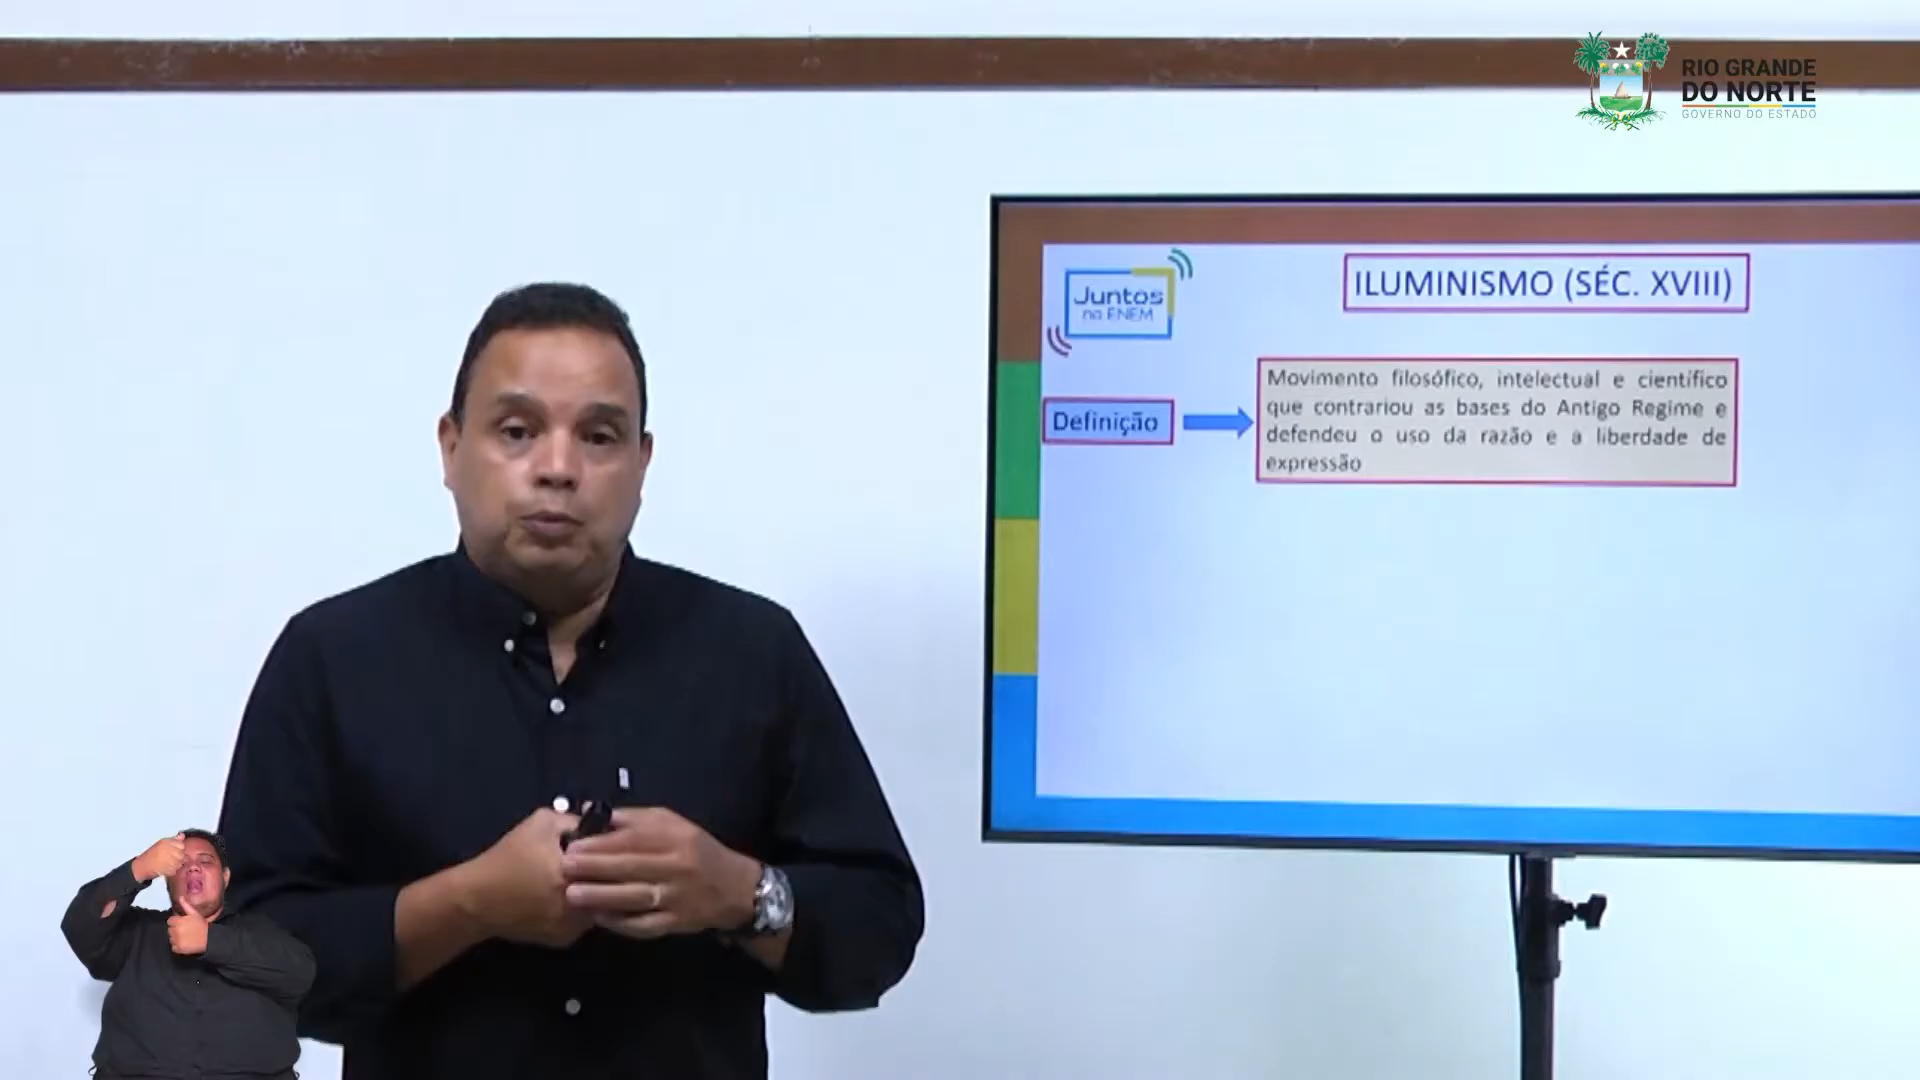 RIO GRANDE
DO NORTE
GOVERNO DO ESTADO
Juntos
no ENEM
ILUMINISMO (SÉC. XVIII)
Definição
Movimento filosófico, intelectual e científico
que contrariou as bases do Antigo Regime e
defendeu o uso da razão e a liberdade de
expressão